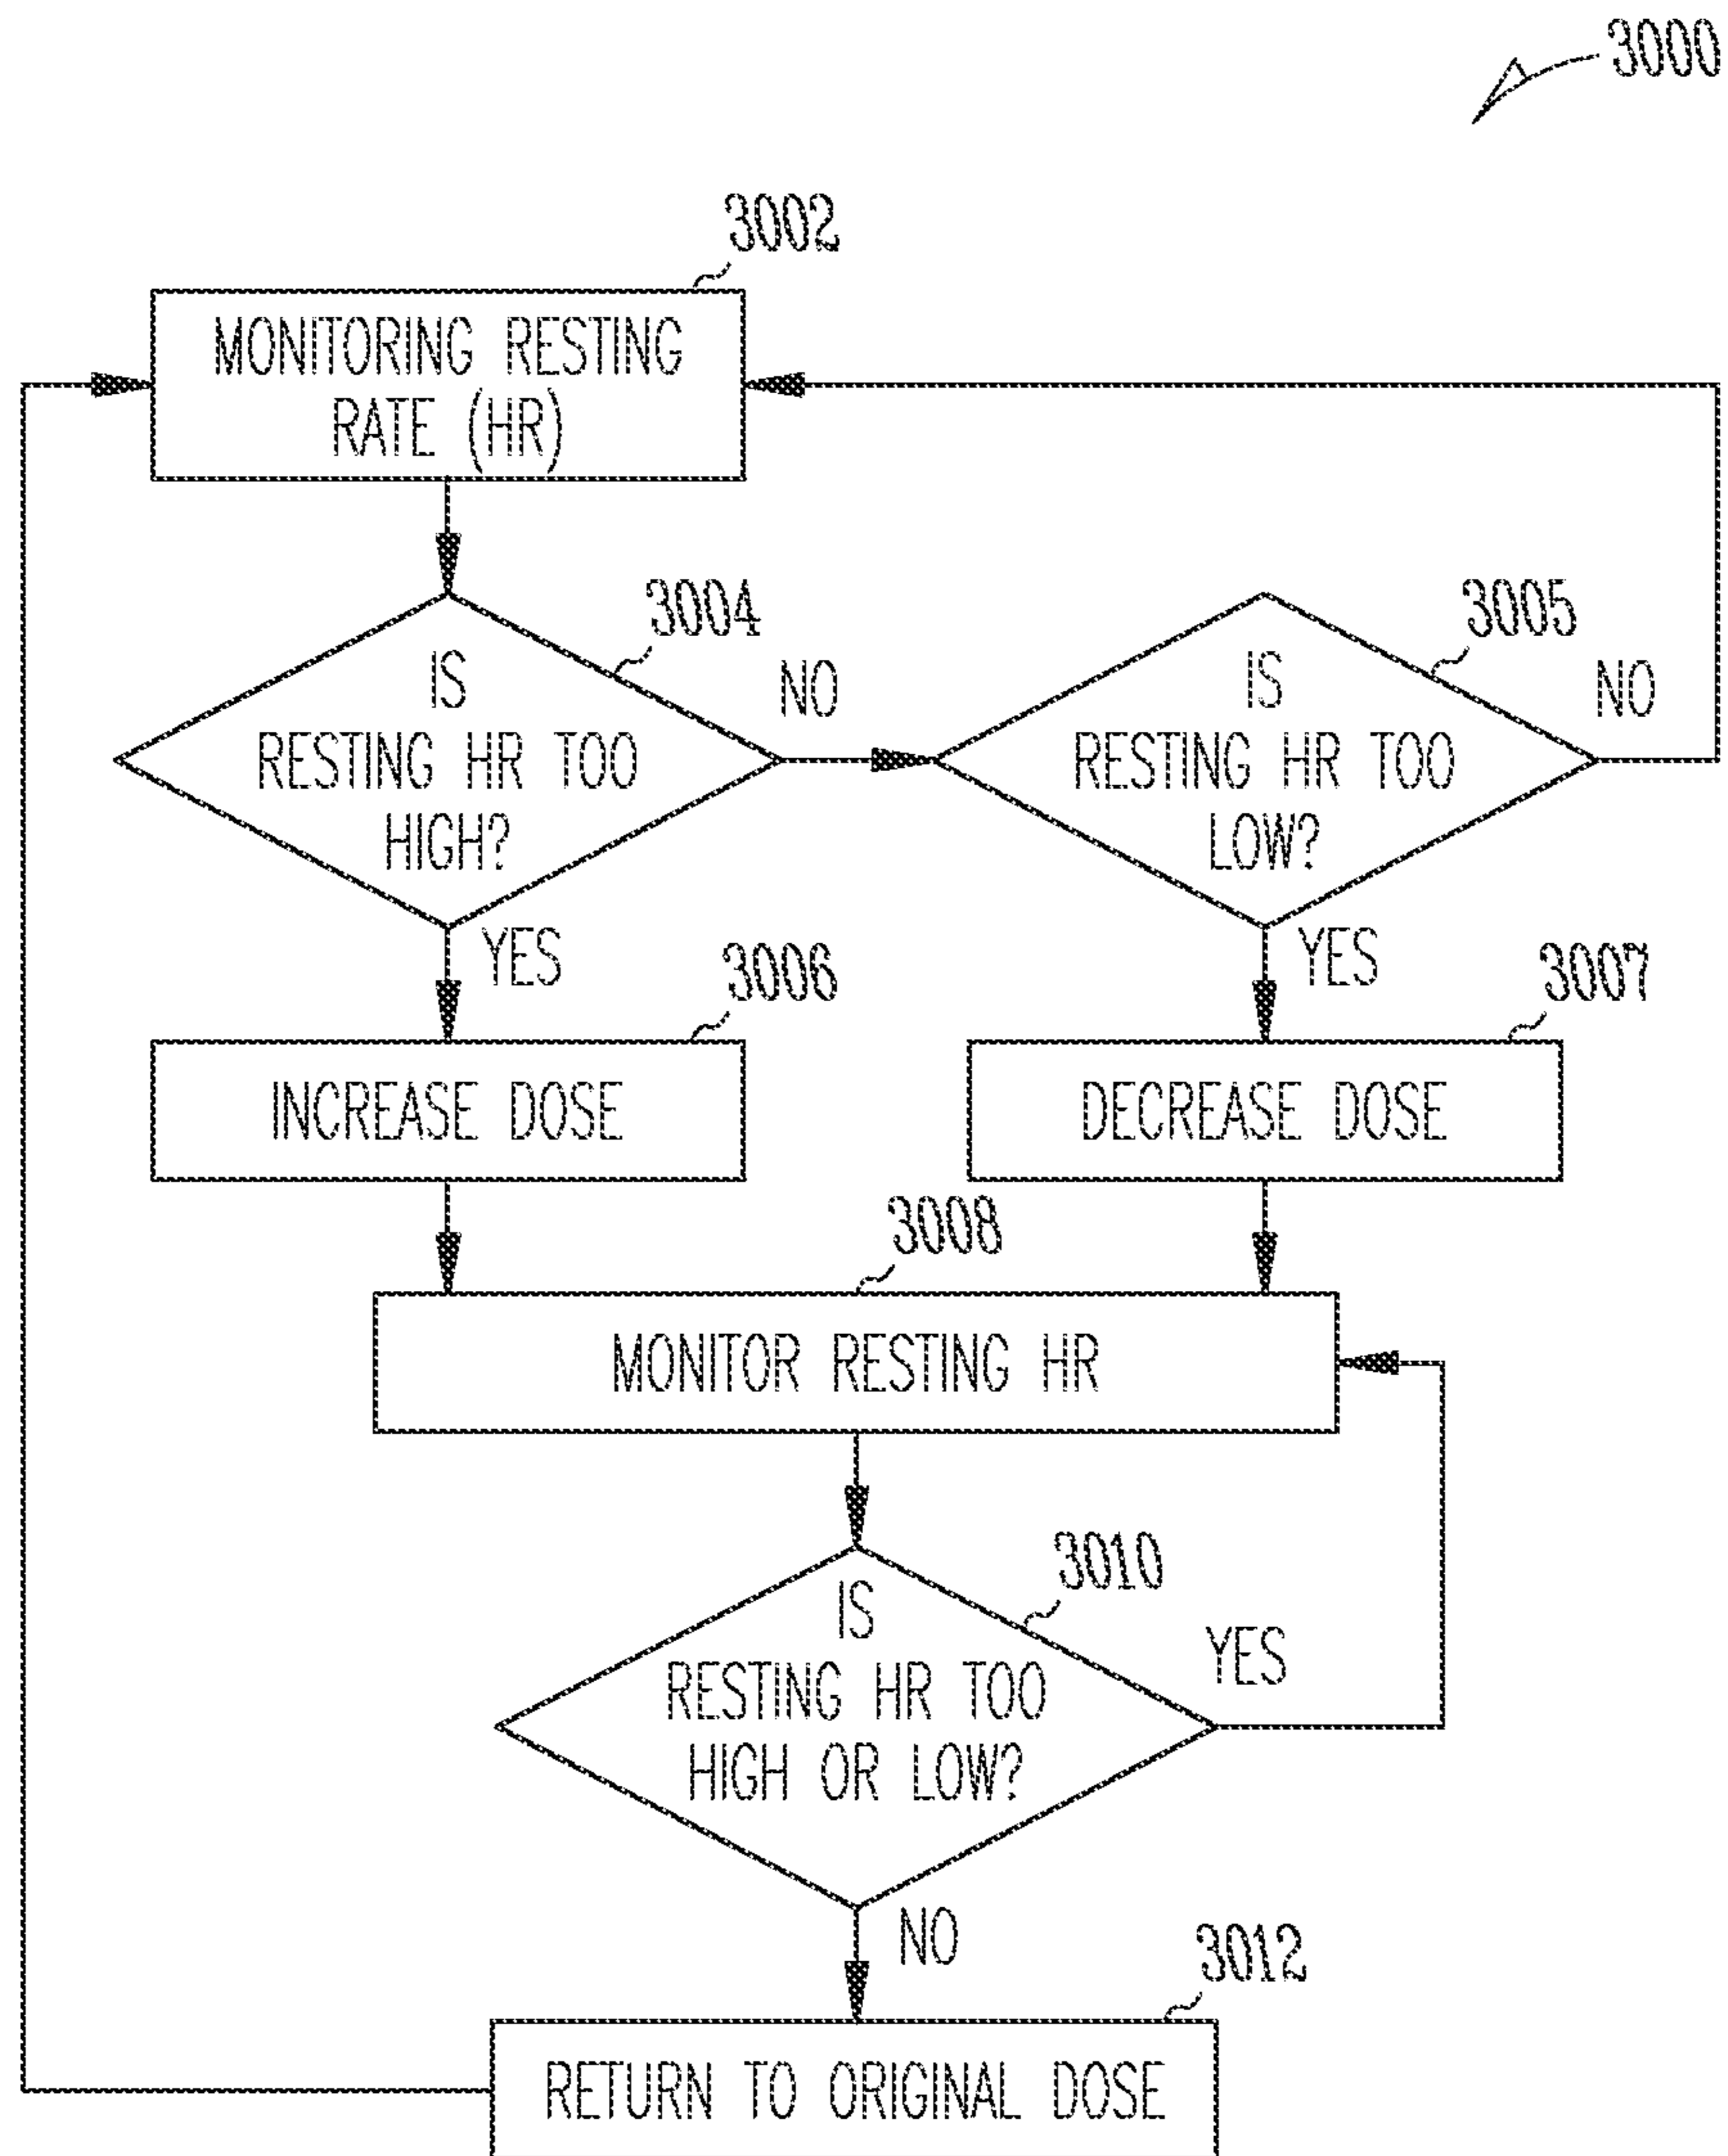 3000
3002
MONITORING RESTING
RATE (HR)
3004
IS
RESTING HR TOO
HIGH?
NO
3005
IS
RESTING HR TOO
LOW?
NO
YES
3006
INCREASE DOSE
YES
3007
DECREASE DOSE
3008
MONITOR RESTING HR
3010
IS
RESTING HR TOO
HIGH OR LOW?
YES
NO
3012
RETURN TO ORIGINAL DOSE